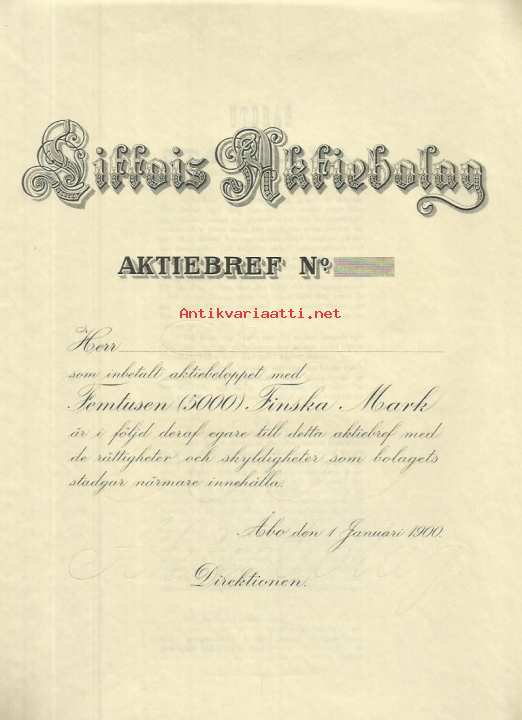 Littois Aktiebolag
AKTIEBREF No
Antikvariaatti.net
Herr
som inbetalt aktiebeloppet med
Femtusen (5000) Finska Mark
är i följd deraf egare till detta aktiebref med
de rättigheter och skyldigheter som bolagets
stadgar närmare innehålla.
Åbo den 1 Januari 1900.
Direktionen.